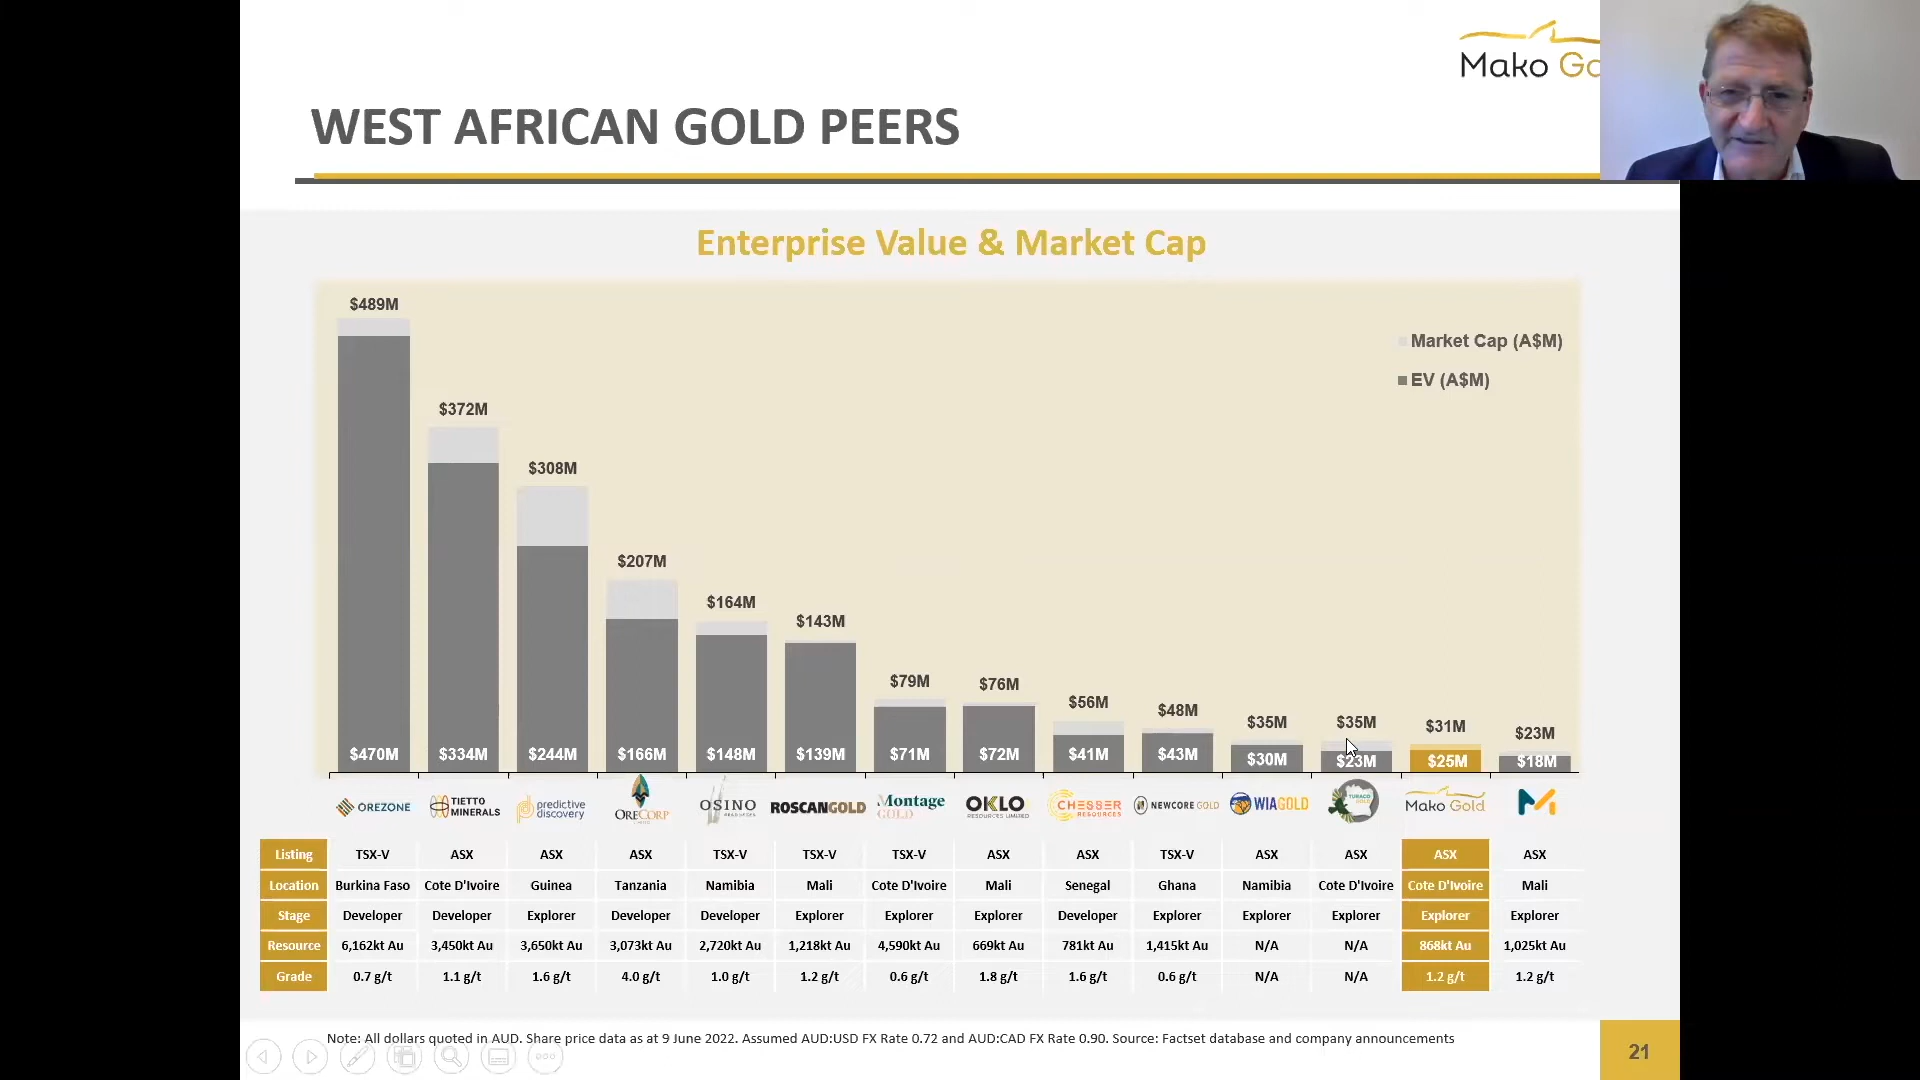 Mako Go
WEST AFRICAN GOLD PEERS
Enterprise Value & Market Cap
Market Cap (A$M)
EV (A$M)
$489M
$372M
$308M
$207M
$164M
$143M
$79M
$76M
$56M
$48M
$35M
$35M
$31M
$23M
$470M
$334M
$244M
$166M
$148M
$139M
$71M
$72M
$41M
$43M
$30M
$23M
$25M
$18M
OREZONE
TIETTO MINERALS
predictive discovery
ORECORP
OSINO RESOURCES
ROSCANGOLD
Montage GOLD
OKLO RESOURCES LIMITED
CHESSER RESOURCES
NEWCORE GOLD
WIAGOLD
TURACO GOLD
Mako Gold
Listing TSX-V ASX ASX ASX TSX-V TSX-V TSX-V ASX ASX TSX-V ASX ASX ASX ASX
Location Burkina Faso Cote D'Ivoire Guinea Tanzania Namibia Mali Cote D'Ivoire Mali Senegal Ghana Namibia Cote D'Ivoire Cote D'Ivoire Mali
Stage Developer Developer Explorer Developer Developer Explorer Explorer Explorer Developer Explorer Explorer Explorer Explorer Explorer
Resource 6,162kt Au 3,450kt Au 3,650kt Au 3,073kt Au 2,720kt Au 1,218kt Au 4,590kt Au 669kt Au 781kt Au 1,415kt Au N/A N/A 868kt Au 1,025kt Au
Grade 0.7 g/t 1.1 g/t 1.6 g/t 4.0 g/t 1.0 g/t 1.2 g/t 0.6 g/t 1.8 g/t 1.6 g/t 0.6 g/t N/A N/A 1.2 g/t 1.2 g/t
Note: All dollars quoted in AUD. Share price data as at 9 June 2022. Assumed AUD:USD FX Rate 0.72 and AUD:CAD FX Rate 0.90. Source: Factset database and company announcements
21